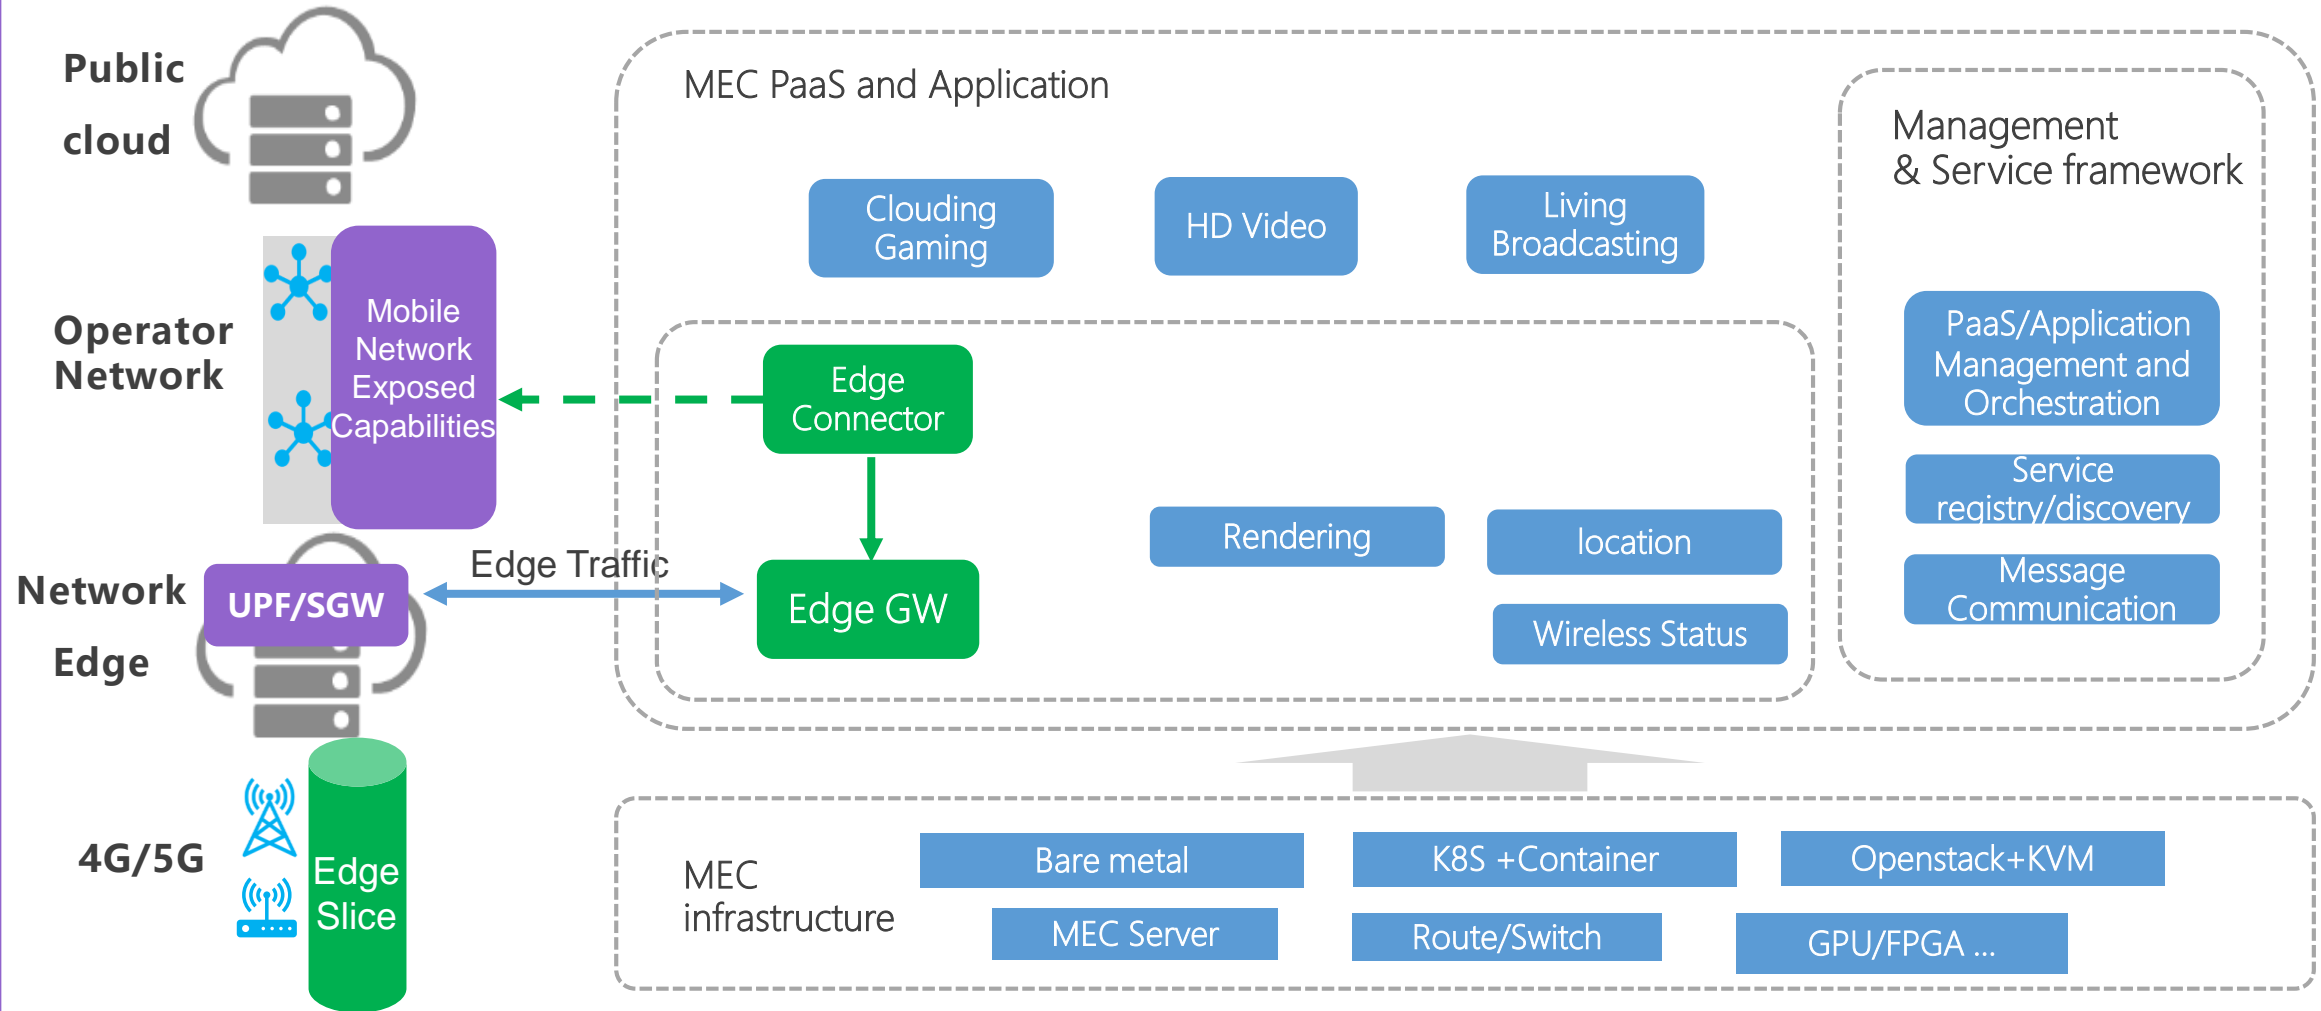 Public
cloud
Operator
Network
Mobile
Network
Exposed
Capabilities
Network
Edge
UPF/SGW
Edge Traffic
4G/5G
Edge
Slice
MEC PaaS and Application
Clouding
Gaming
HD Video
Living
Broadcasting
Edge
Connector
Edge GW
Rendering
location
Wireless Status
Management
& Service framework
PaaS/Application
Management and
Orchestration
Service
registry/discovery
Message
Communication
MEC
infrastructure
Bare metal
K8S +Container
Openstack+KVM
MEC Server
Route/Switch
GPU/FPGA ...